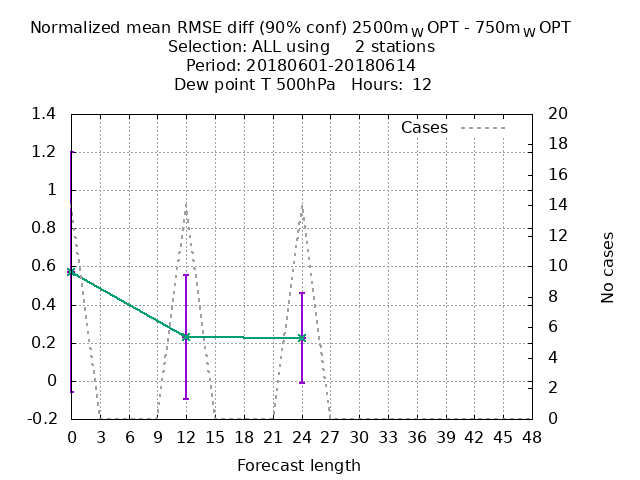 Normalized mean RMSE diff (90% conf) 2500m W OPT - 750m W OPT
Selection: ALL using 2 stations
Period: 20180601-20180614
Dew point T 500hPa Hours: 12
1.4
1.2
1
0.8
0.6
0.4
0.2
0
-0.2
Cases
20
18
16
14
12
10
8
6
4
2
0
No cases
0 3 6 9 12 15 18 21 24 27 30 33 36 39 42 45 48
Forecast length